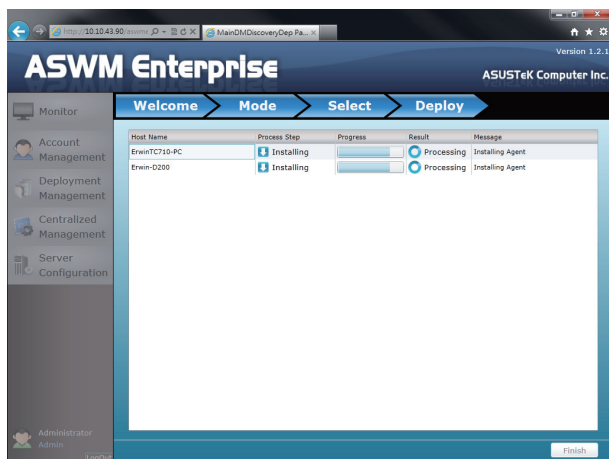 http://10.10.43.90/aswm
MainDMDiscoveryDep Pa...
Version 1.2.1
ASWM Enterprise
ASUSTeK Computer Inc.
Monitor
Account
Management
Deployment
Management
Centralized
Management
Server
Configuration
Welcome Mode Select Deploy
Host Name Process Step Progress Result Message
ErwinTC710-PC Installing Processing Installing Agent
Erwin-D200 Installing Processing Installing Agent
Administrator
Admin
LogOut
Finish